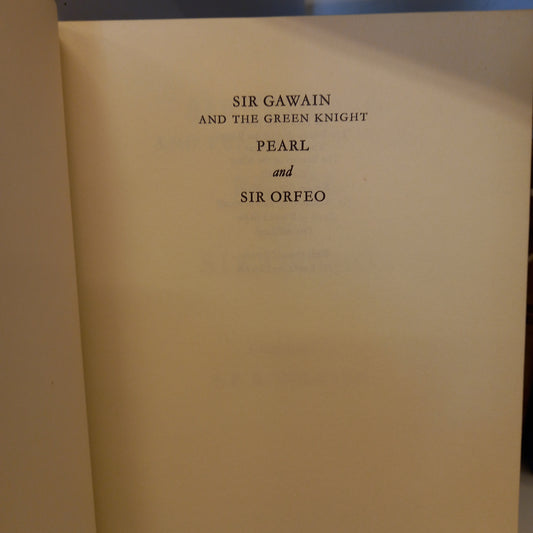 SIR GAWAIN
AND THE GREEN KNIGHT
PEARL
and
SIR ORFEO